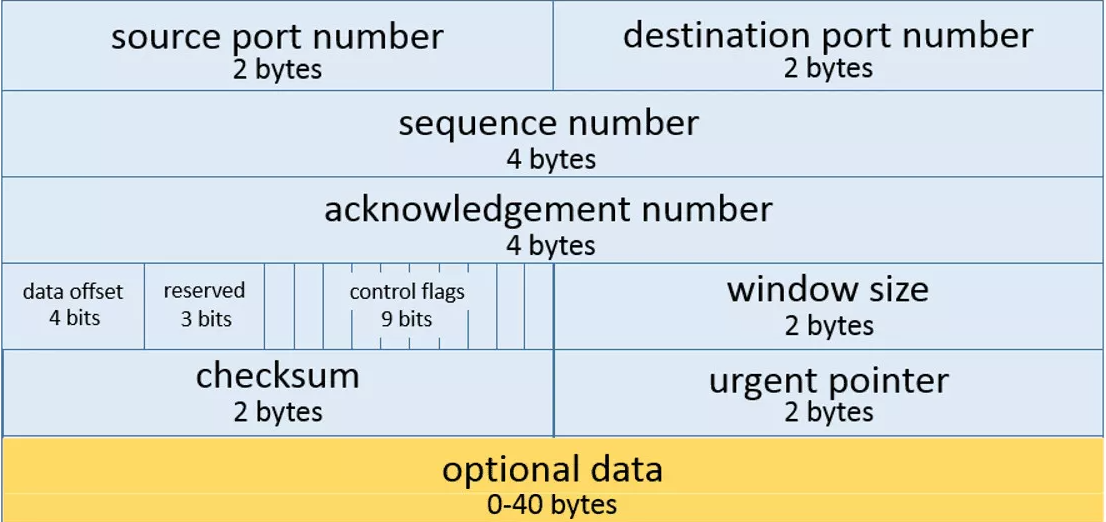 source port number
2 bytes
destination port number
2 bytes
sequence number
4 bytes
acknowledgement number
4 bytes
data offset
4 bits
reserved
3 bits
control flags
9 bits
window size
2 bytes
checksum
2 bytes
urgent pointer
2 bytes
optional data
0-40 bytes